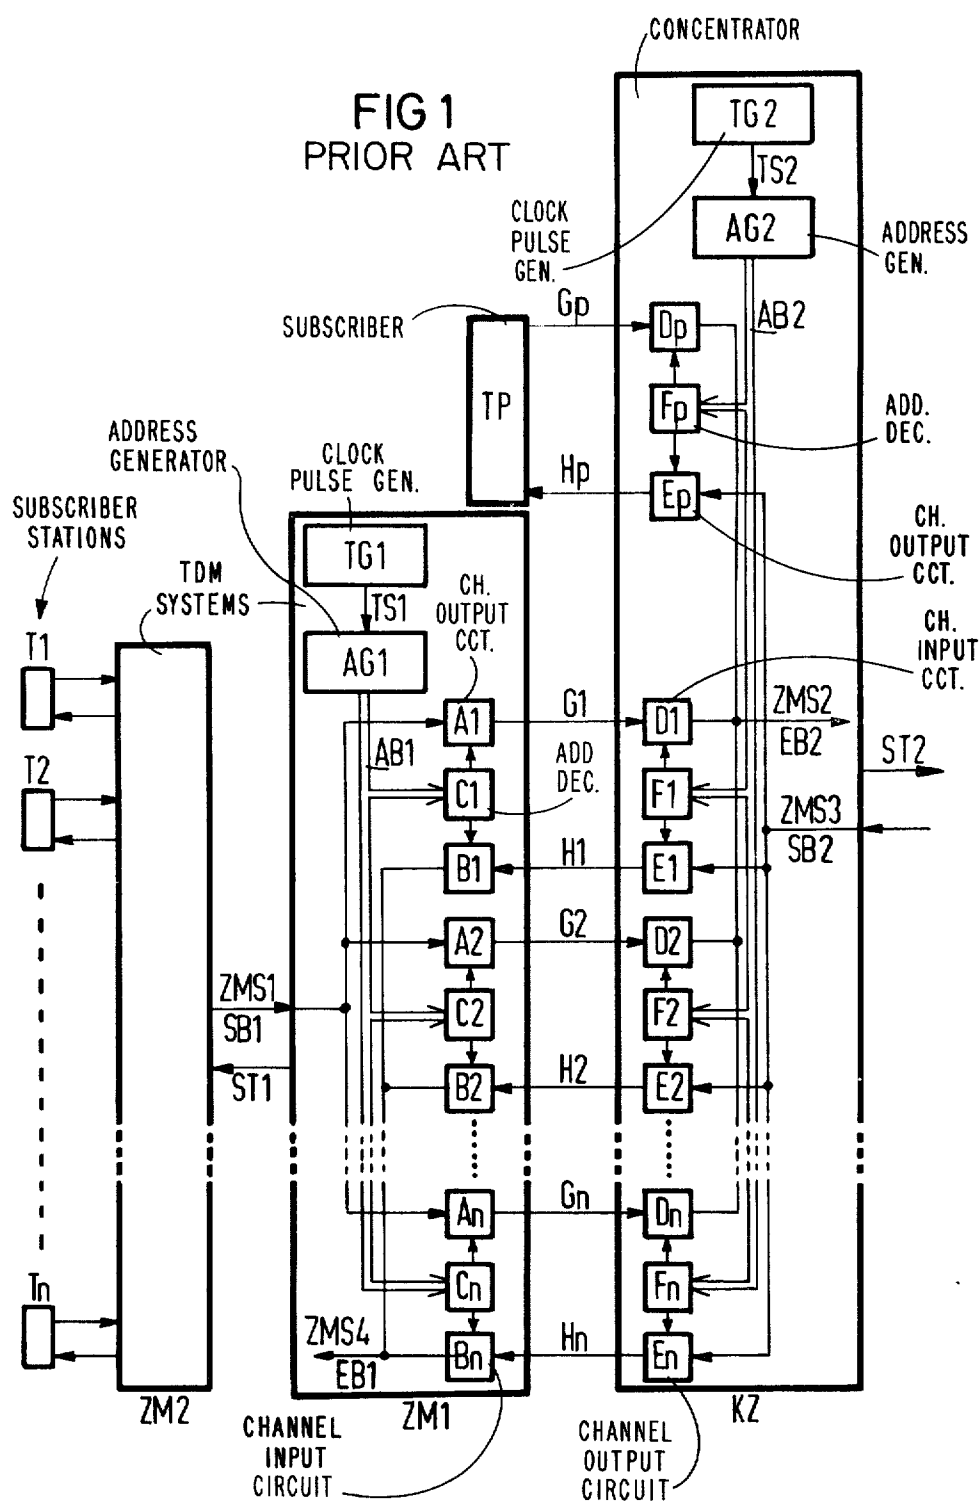 CONCENTRATOR
FIG 1
PRIOR ART
TG2
TS2
CLOCK
PULSE
GEN.
AG2
ADDRESS
GEN.
SUBSCRIBER
Gp
Dp
AB2
TP
Fp
ADD.
DEC.
ADDRESS
GENERATOR
CLOCK
PULSE GEN.
Hp
Ep
SUBSCRIBER
STATIONS
CH.
OUTPUT
CCT.
TG1
TDM
SYSTEMS
TS1
CH.
OUTPUT
CCT.
CH.
INPUT
CCT.
T1
AG1
A1
G1
D1
ZMS2
EB2
AB1
ADD
DEC.
ST2
T2
C1
F1
ZMS3
SB2
B1
H1
E1
A2
G2
D2
ZMS1
SB1
C2
F2
ST1
B2
H2
E2
An
Gn
Dn
Tn
Cn
Fn
ZMS4
EB1
Bn
Hn
En
ZM2
ZM1
KZ
CHANNEL
INPUT
CIRCUIT
CHANNEL
OUTPUT
CIRCUIT